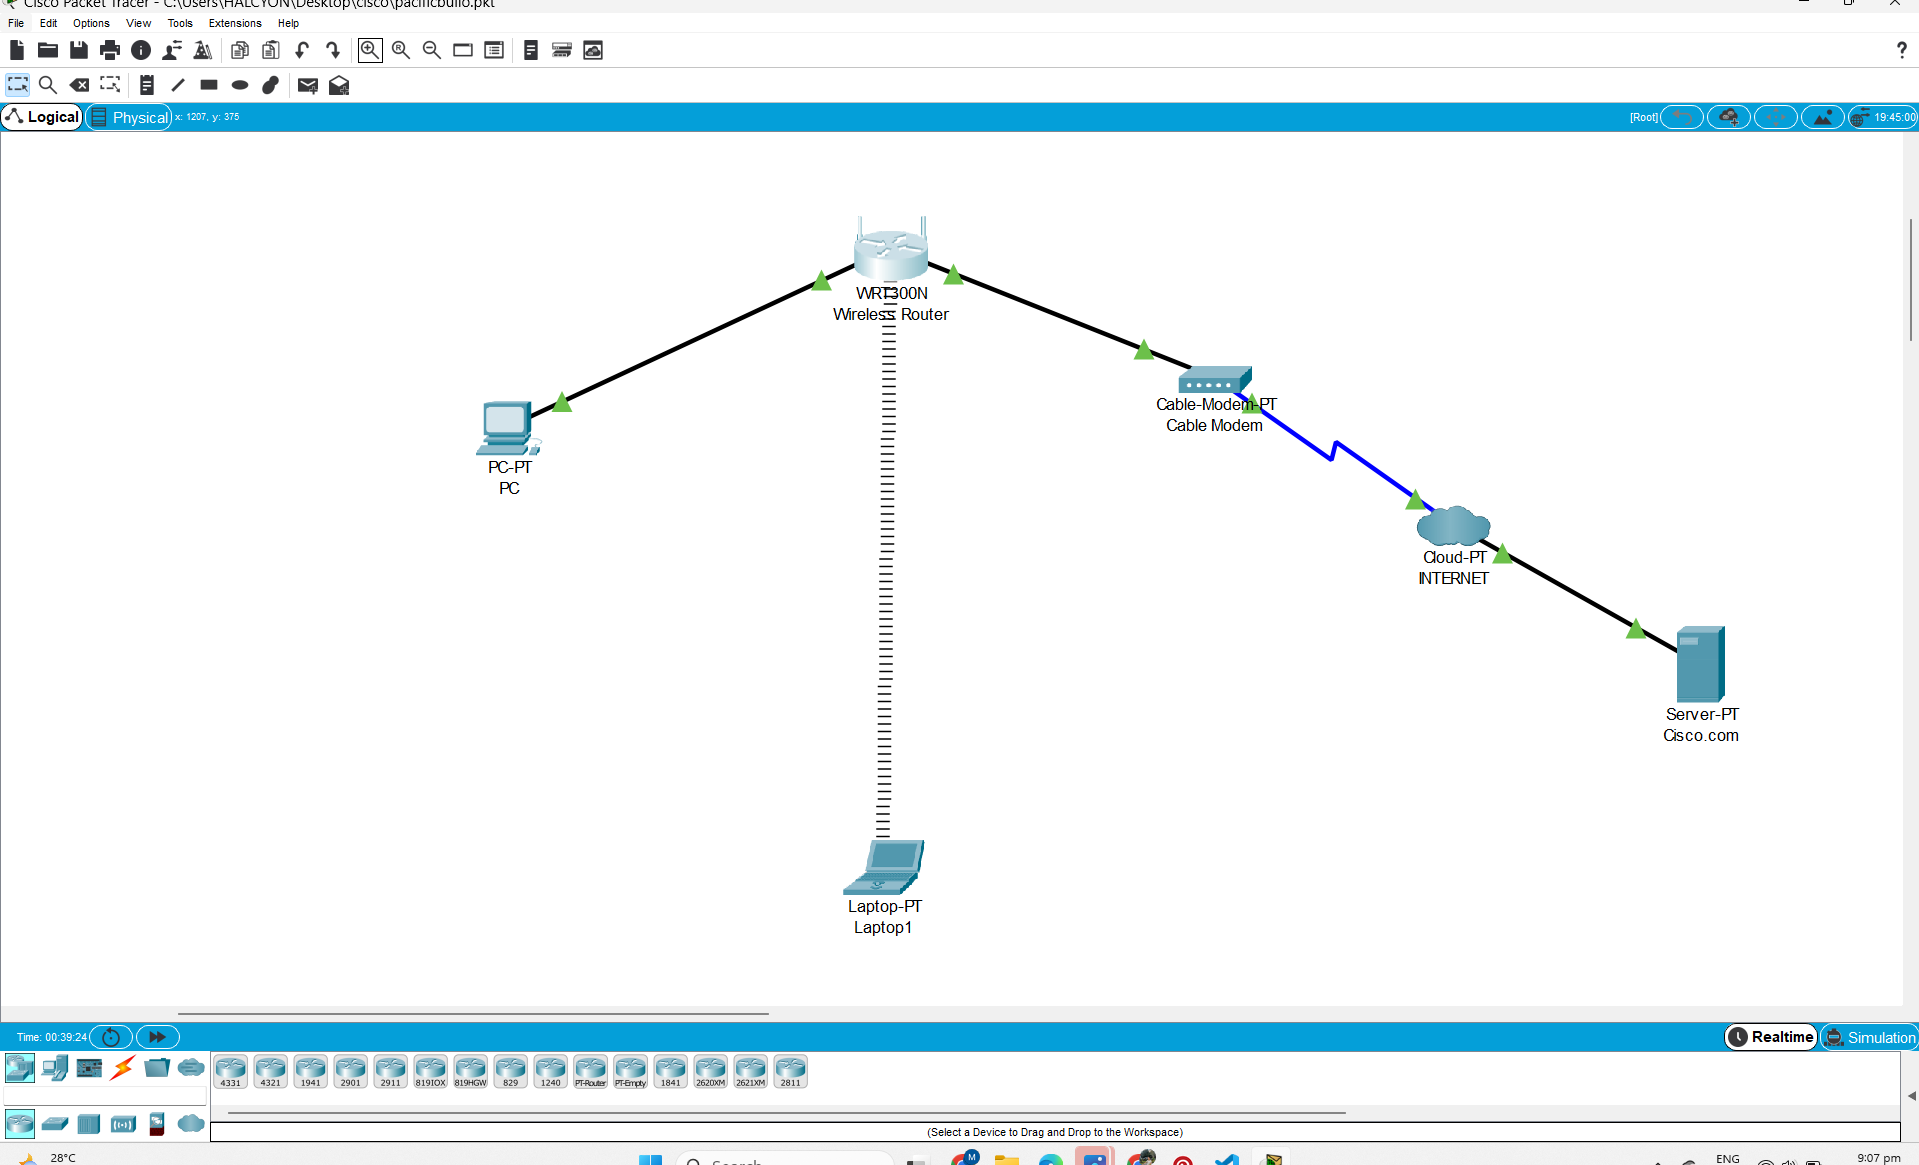 Cisco Packet Tracer - C:\Users\HALCYON\Desktop\cisco\pacificbuilo.pkt
File Edit Options View Tools Extensions Help
?
Logical Physical x: 1207, y: 375 [Root] 19:45:00
WRT300N
Wireless Router
Cable-Modem-PT
Cable Modem
PC-PT
PC
Cloud-PT
INTERNET
Server-PT
Cisco.com
Laptop-PT
Laptop1
Time: 00:39:24 Realtime Simulation
4331 4321 1941 2901 2911 819IOX 819HGW 829 1240 PT-Router PT-Empty 1841 2620XM 2621XM 2811
(Select a Device to Drag and Drop to the Workspace)
28°C
Search
M
ENG
9:07 pm